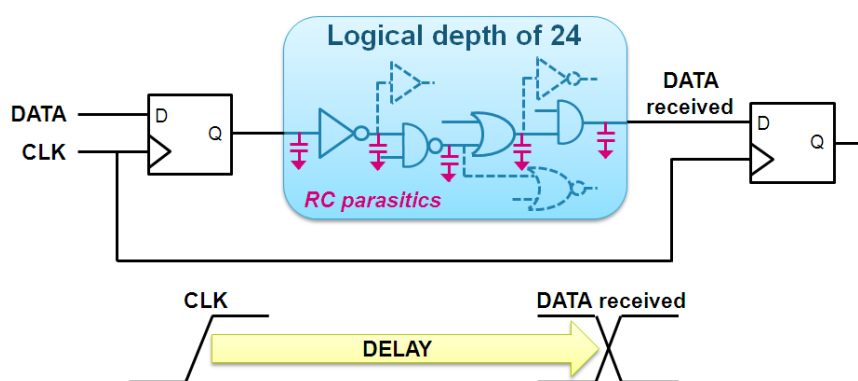 Logical depth of 24
DATA
CLK
D
Q
RC parasitics
DATA
received
D
Q
CLK
DATA received
DELAY